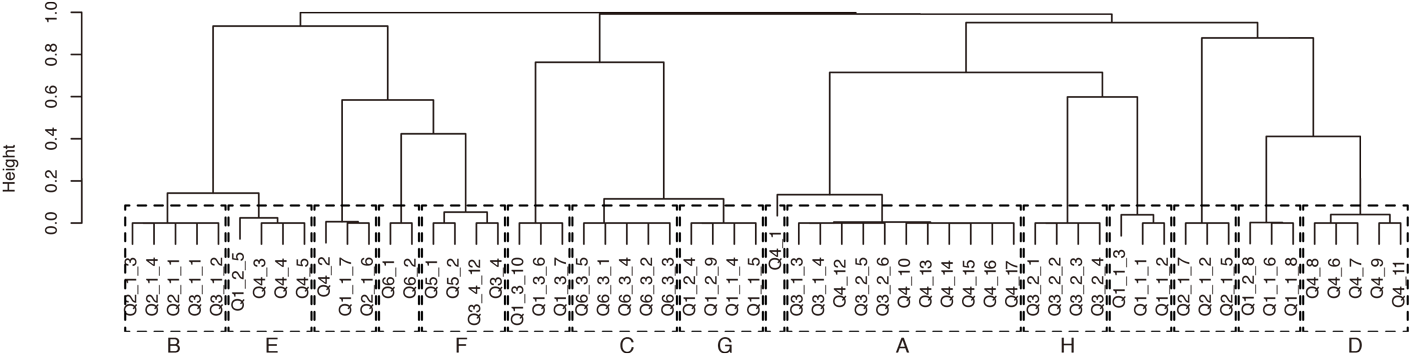 Height
1.0
0.8
0.6
0.4
0.2
0.0
Q2_1_3
Q2_1_4
Q2_1_1
Q3_1_1
Q3_1_2
Q1_2_5
Q4_3
Q4_4
Q4_5
Q4_2
Q1_1_7
Q2_6
Q6_1
Q6_2
Q5_1
Q5_2
Q3_4_12
Q3_4
Q1_3_10
Q1_3_6
Q1_3_7
Q6_3_5
Q6_3_1
Q6_3_4
Q6_3_2
Q6_3_3
Q1_2_4
Q1_2_9
Q1_1_4
Q1_1_5
Q4_1
Q3_1_3
Q3_1_4
Q4_12
Q3_2_5
Q3_2_6
Q4_10
Q4_13
Q4_14
Q4_15
Q4_16
Q4_17
Q3_2_1
Q3_2_2
Q3_2_3
Q3_2_4
Q1_1_3
Q1_1_1
Q1_1_2
Q2_1_7
Q2_1_2
Q2_1_5
Q1_2_8
Q1_1_6
Q1_1_8
Q4_8
Q4_6
Q4_7
Q4_9
Q4_11
B
E
F
C
G
A
H
D